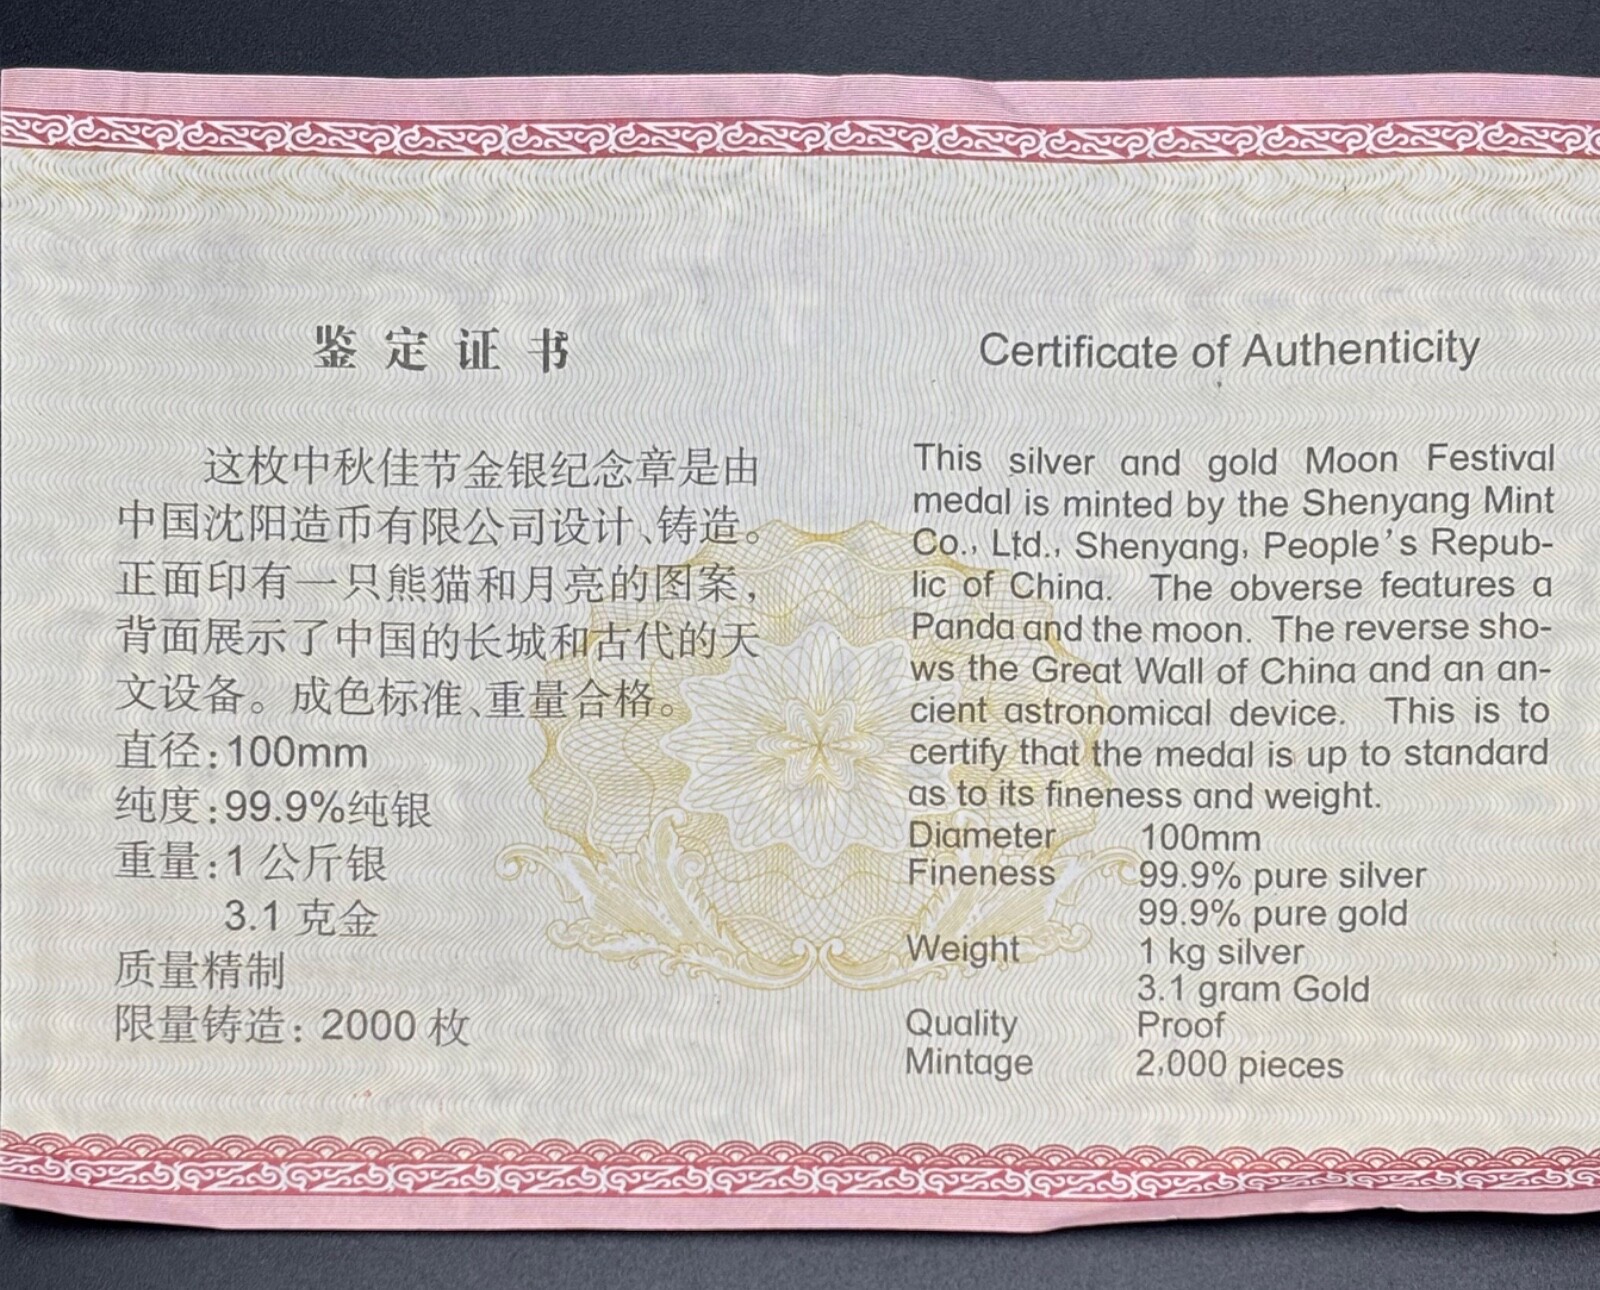 鉴定证书
这枚中秋佳节金银纪念章是由
中国沈阳造币有限公司设计、铸造。
正面印有一只熊猫和月亮的图案，
背面展示了中国的长城和古代的天
文设备。成色标准、重量合格。
直径：100mm
纯度：99.9%纯银
重量：1 公斤银
3.1 克金
质量精制
限量铸造：2000 枚
Certificate of Authenticity
This silver and gold Moon Festival
medal is minted by the Shenyang Mint
Co., Ltd., Shenyang, People's Repub-
lic of China. The obverse features a
Panda and the moon. The reverse sho-
ws the Great Wall of China and an an-
cient astronomical device. This is to
certify that the medal is up to standard
as to its fineness and weight.
Diameter 100mm
Fineness 99.9% pure silver
99.9% pure gold
Weight 1 kg silver
3.1 gram Gold
Quality Proof
Mintage 2,000 pieces